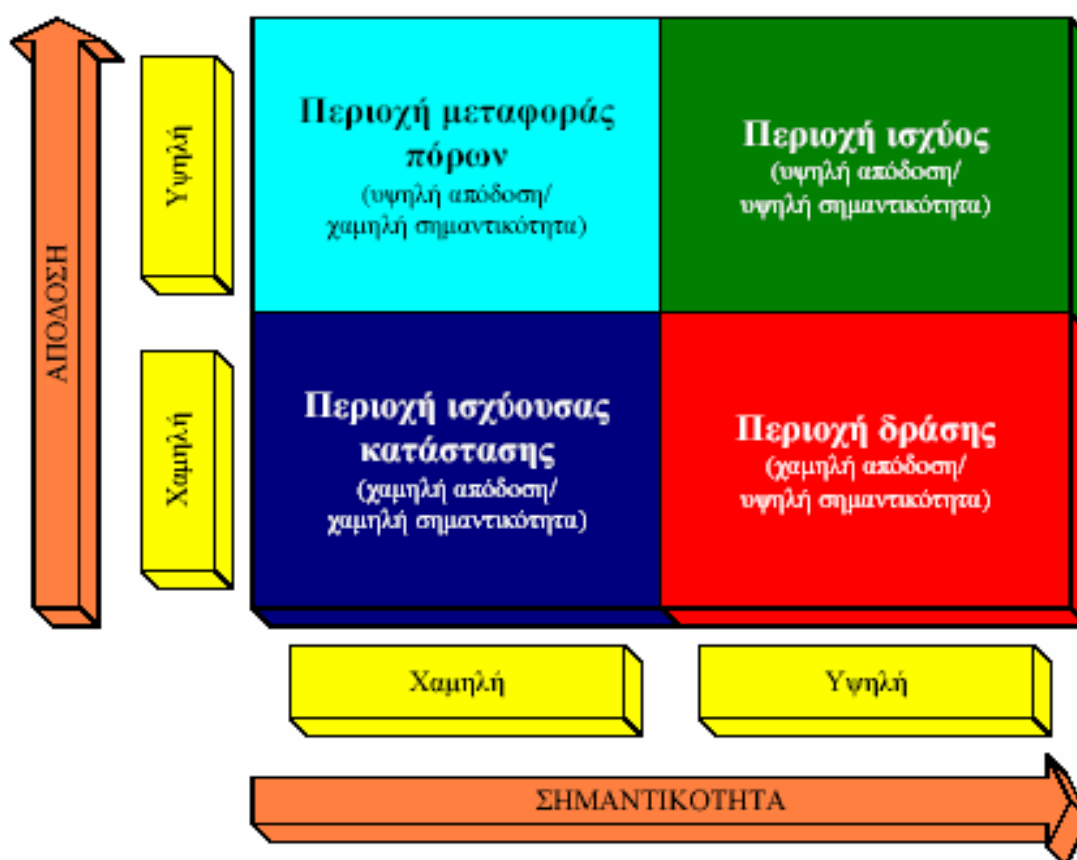 ΑΠΟΔΟΣΗ
Υψηλή
Χαμηλή
Περιοχή μεταφοράς
πόρων
(υψηλή απόδοση/
χαμηλή σημαντικότητα)
Περιοχή ισχύος
(υψηλή απόδοση/
υψηλή σημαντικότητα)
Περιοχή ισχύουσας
κατάστασης
(χαμηλή απόδοση/
χαμηλή σημαντικότητα)
Περιοχή δράσης
(χαμηλή απόδοση/
υψηλή σημαντικότητα)
Χαμηλή
Υψηλή
ΣΗΜΑΝΤΙΚΟΤΗΤΑ